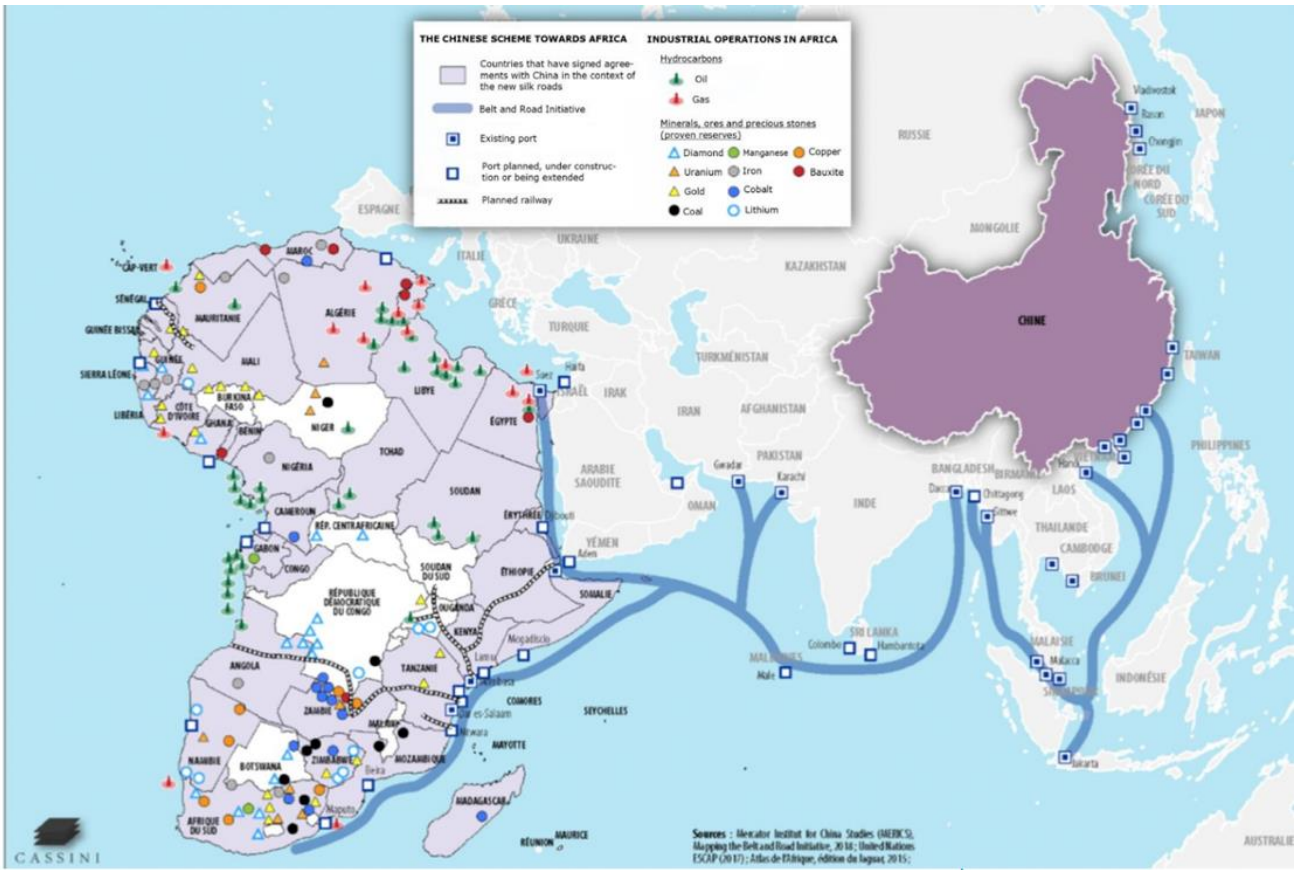 THE CHINESE SCHEME TOWARDS AFRICA
Countries that have signed agree-
ments with China in the context of
the new silk roads
Belt and Road Initiative
Existing port
Port planned, under construc-
tion or being extended
Planned railway
INDUSTRIAL OPERATIONS IN AFRICA
Hydrocarbons
Oil
Gas
Minerals, ores and precious stones
(proven reserves)
Diamond
Manganese
Copper
Uranium
Iron
Bauxite
Gold
Cobalt
Coal
Lithium
Vladivostok
Rasan
Chongjin
JAPON
CORÉE DU
NORD
CORÉE DU
SUD
RUSSIE
MONGOLIE
KAZAKHSTAN
UKRAINE
ESPAGNE
ITALIE
GRÈCE
TURQUIE
TURKMÉNISTAN
CHINE
TAIWAN
MAROC
CAP-VERT
SÉNÉGAL
MAURITANIE
ALGÉRIE
GUINÉE
MALI
LIBYE
SIERRA LÉONE
BURKINA
FASO
LIBÉRIA
CÔTE
D'IVOIRE
GHANA
BÉNIN
NIGER
ÉGYPTE
Suez
Haifa
ISRAËL
IRAK
IRAN
AFGHANISTAN
PAKISTAN
Gwadar
Karachi
ARABIE
SAOUDITE
OMAN
INDE
BANGLADESH
Chittagong
Sittwe
LAOS
PHILIPPINES
THAILANDE
CAMBODGE
BRUNEI
TCHAD
NIGÉRIA
SOUDAN
CAMEROUN
RÉP. CENTRAFRICAINE
ÉRYTHRÉE
Djibouti
YÉMEN
Aden
GABON
CONGO
SOUDAN
DU SUD
ÉTHIOPIE
SOMALIE
RÉPUBLIQUE
DÉMOCRATIQUE
DU CONGO
OUGANDA
KENYA
Mogadiscio
Lamu
SRI LANKA
Colombo
Hambantota
Male
MALAISIE
Malacca
INDONÉSIE
Jakarta
ANGOLA
TANZANIE
Dar es-Salaam
COMORES
SEYCHELLES
ZAMBIE
MOZAMBIQUE
MAYOTTE
NAMIBIE
BOTSWANA
ZIMBABWE
Beira
MADAGASCAR
AFRIQUE
DU SUD
Maputo
RÉUNION
MAURICE
AUSTRALIE
CASSINI
Sources : Mercator Institut for China Studies (MERICS),
Mapping the Belt and Road Initiative, 2018 ; United Nations
ESCAP (2017) ; Atlas de l'Afrique, édition du Jaguar, 2015 ;